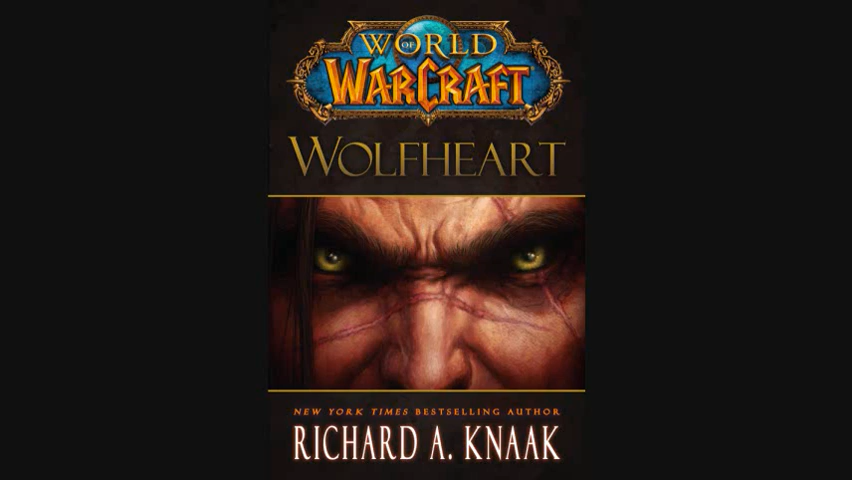 WORLD
OF
WARCRAFT
WOLFHEART
NEW YORK TIMES BESTSELLING AUTHOR
RICHARD A. KNAAK